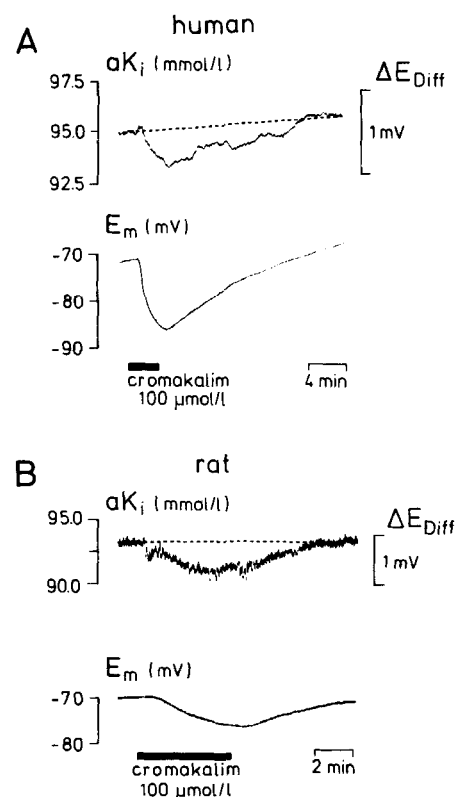 A
human
aKi (mmol/l)
ΔEDiff
97.5
95.0
92.5
1mV
Em (mV)
-70
-80
-90
cromakalim
100 µmol/l
4 min
B
rat
aKi (mmol/l)
ΔEDiff
95.0
90.0
1mV
Em (mV)
-70
-80
cromakalim
100 µmol/l
2 min